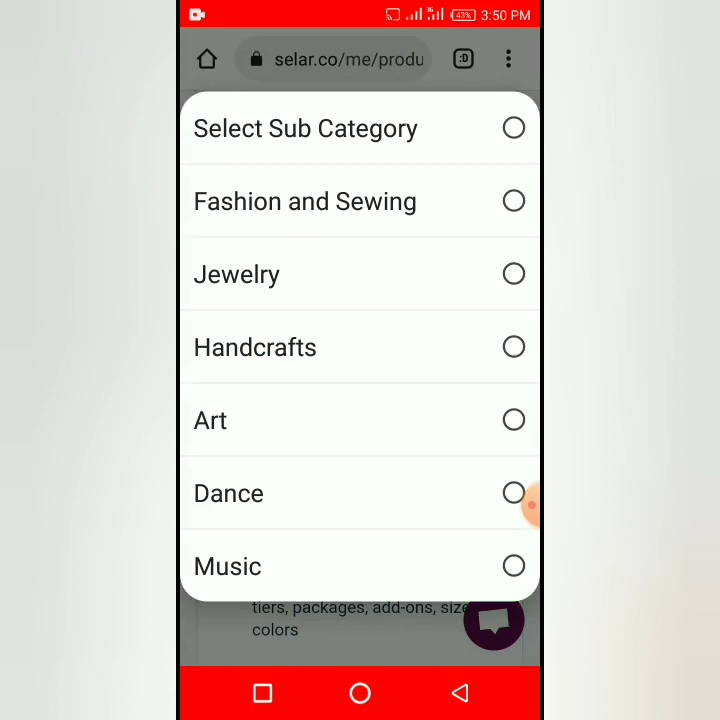 43% 3:50 PM
selar.co/me/produ :D
Select Sub Category
Fashion and Sewing
Jewelry
Handcrafts
Art
Dance
Music
tiers, packages, add-ons, size
colors